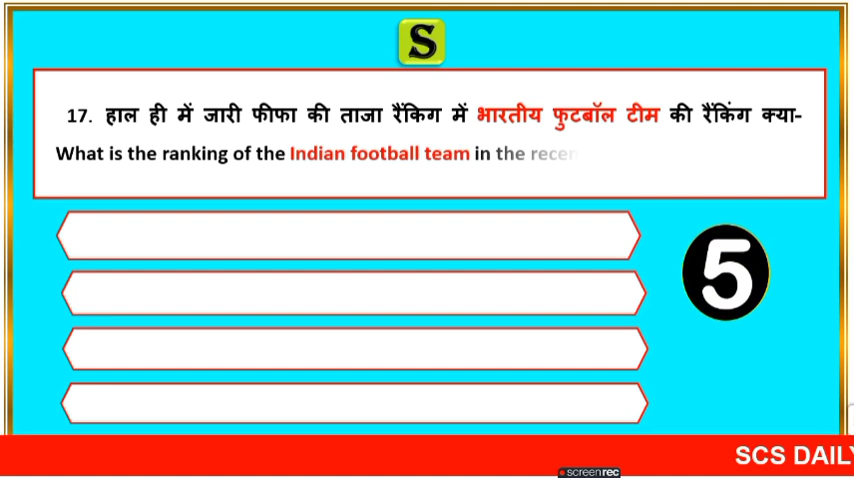 S
17. हाल ही में जारी फीफा की ताजा रैंकिग में भारतीय फुटबॉल टीम की रैंकिंग क्या-
What is the ranking of the Indian football team in the recen
5
SCS DAILY
screenrec